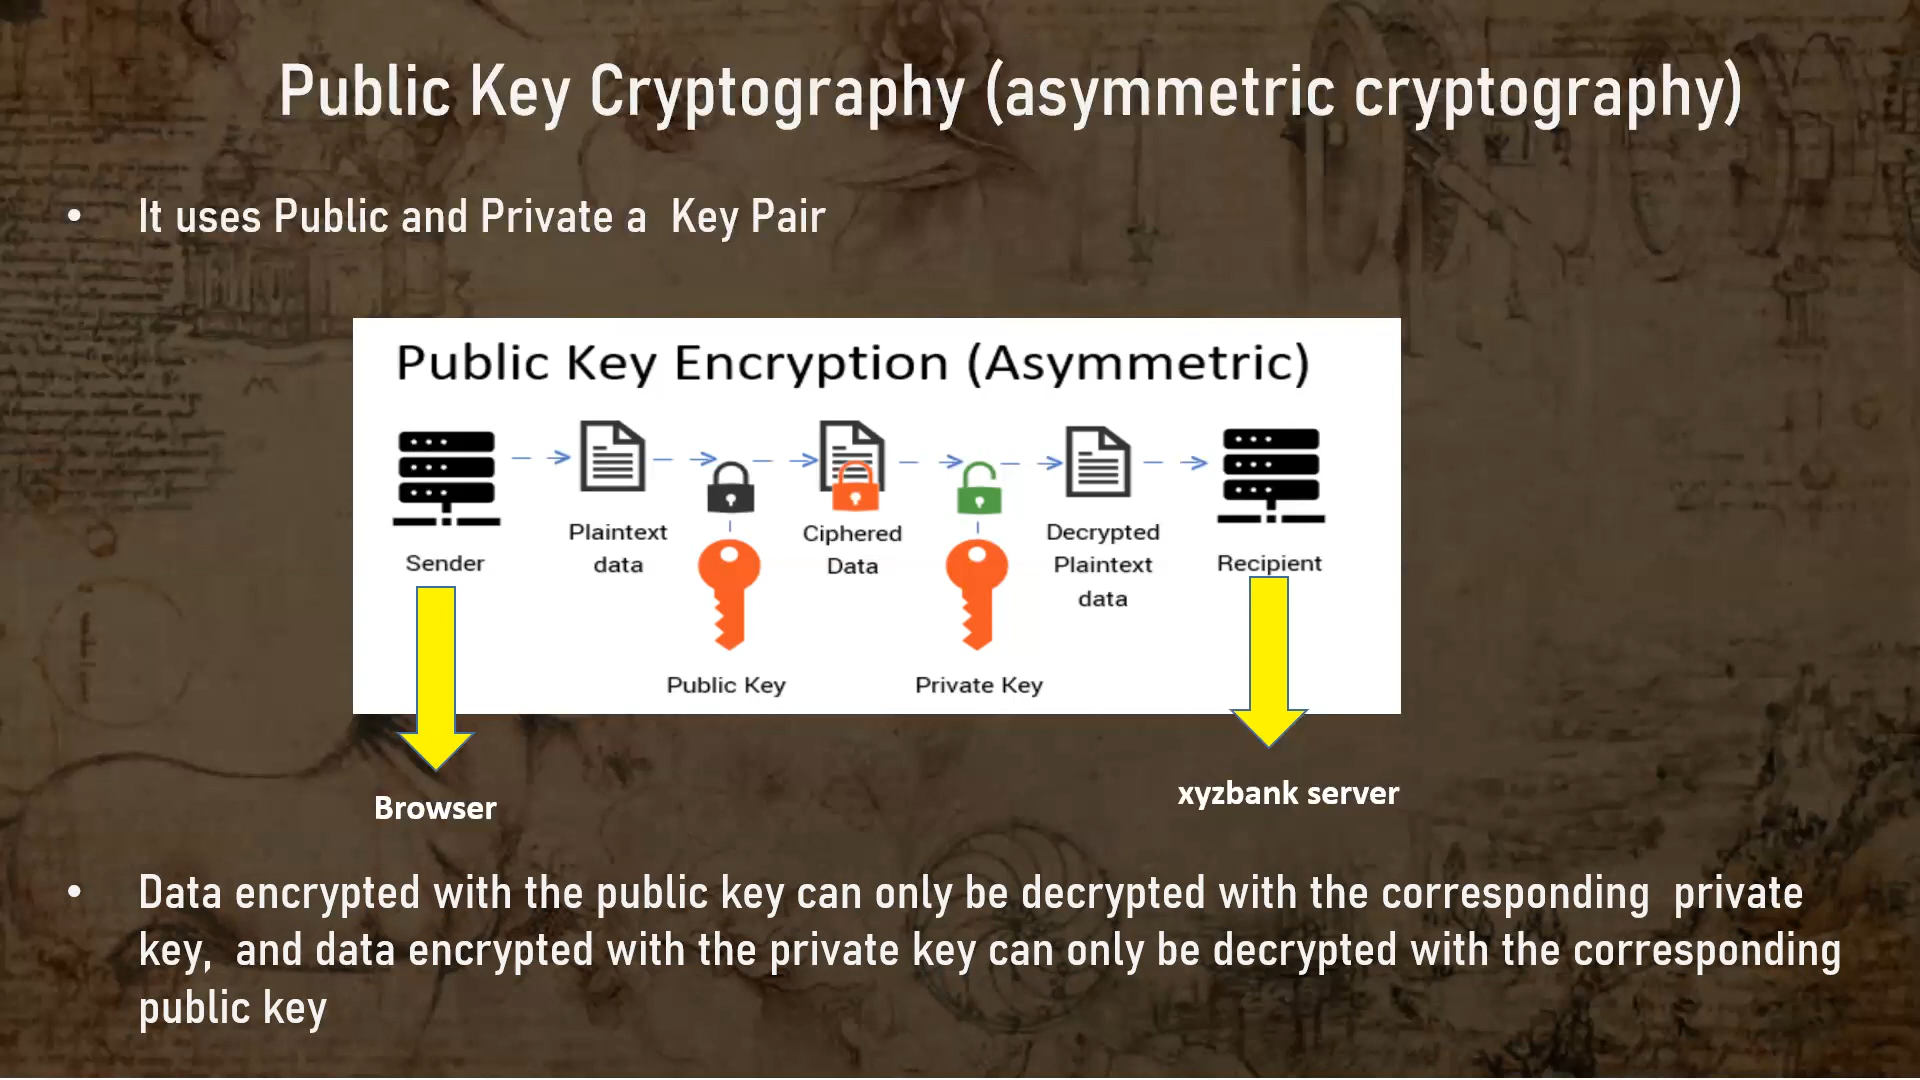 Public Key Cryptography (asymmetric cryptography)
• It uses Public and Private a  Key Pair
Public Key Encryption (Asymmetric)
Sender
Plaintext
data
Public Key
Ciphered
Data
Private Key
Decrypted
Plaintext
data
Recipient
Browser
xyzbank server
• Data encrypted with the public key can only be decrypted with the corresponding  private
key,  and data encrypted with the private key can only be decrypted with the corresponding
public key